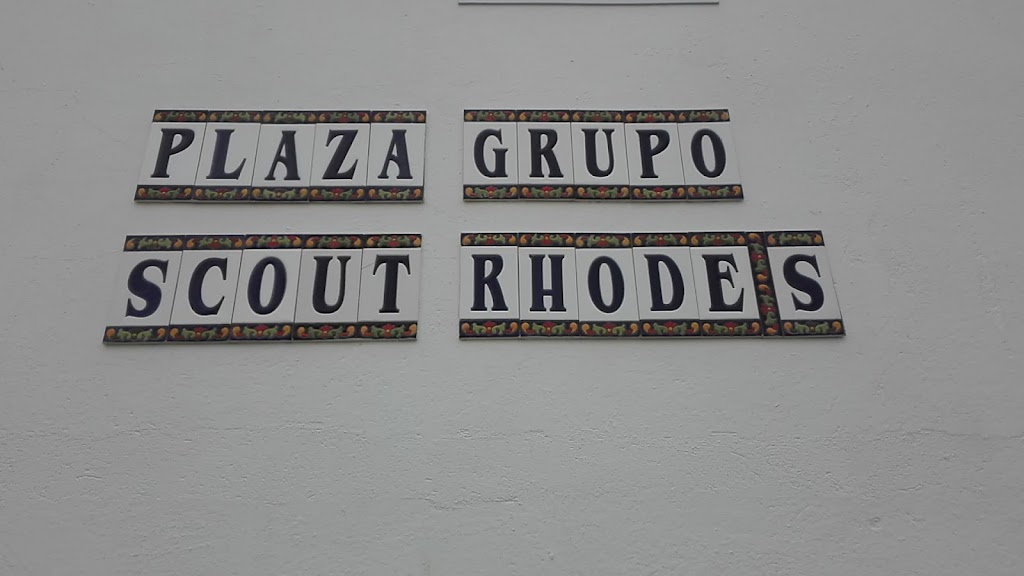 PLAZA GRUPO
SCOUT RHODES